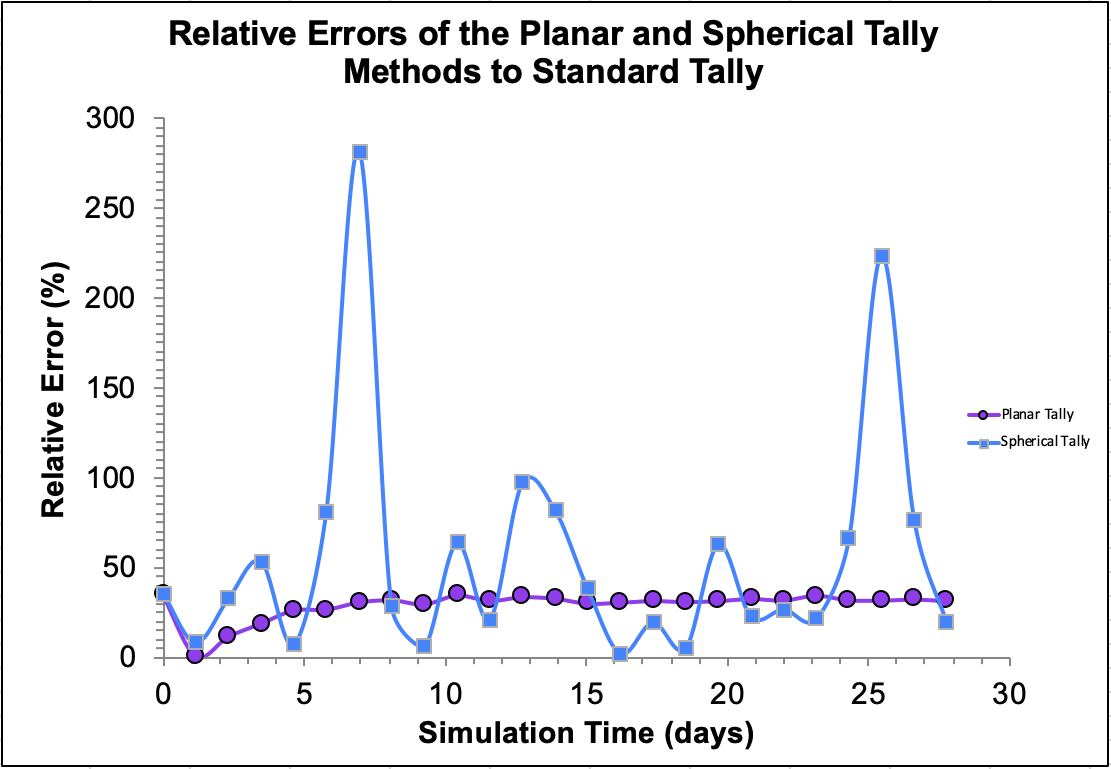 Relative Errors of the Planar and Spherical Tally
Methods to Standard Tally
300
250
200
150
100
50
0
Relative Error (%)
0 5 10 15 20 25 30
Simulation Time (days)
Planar Tally
Spherical Tally